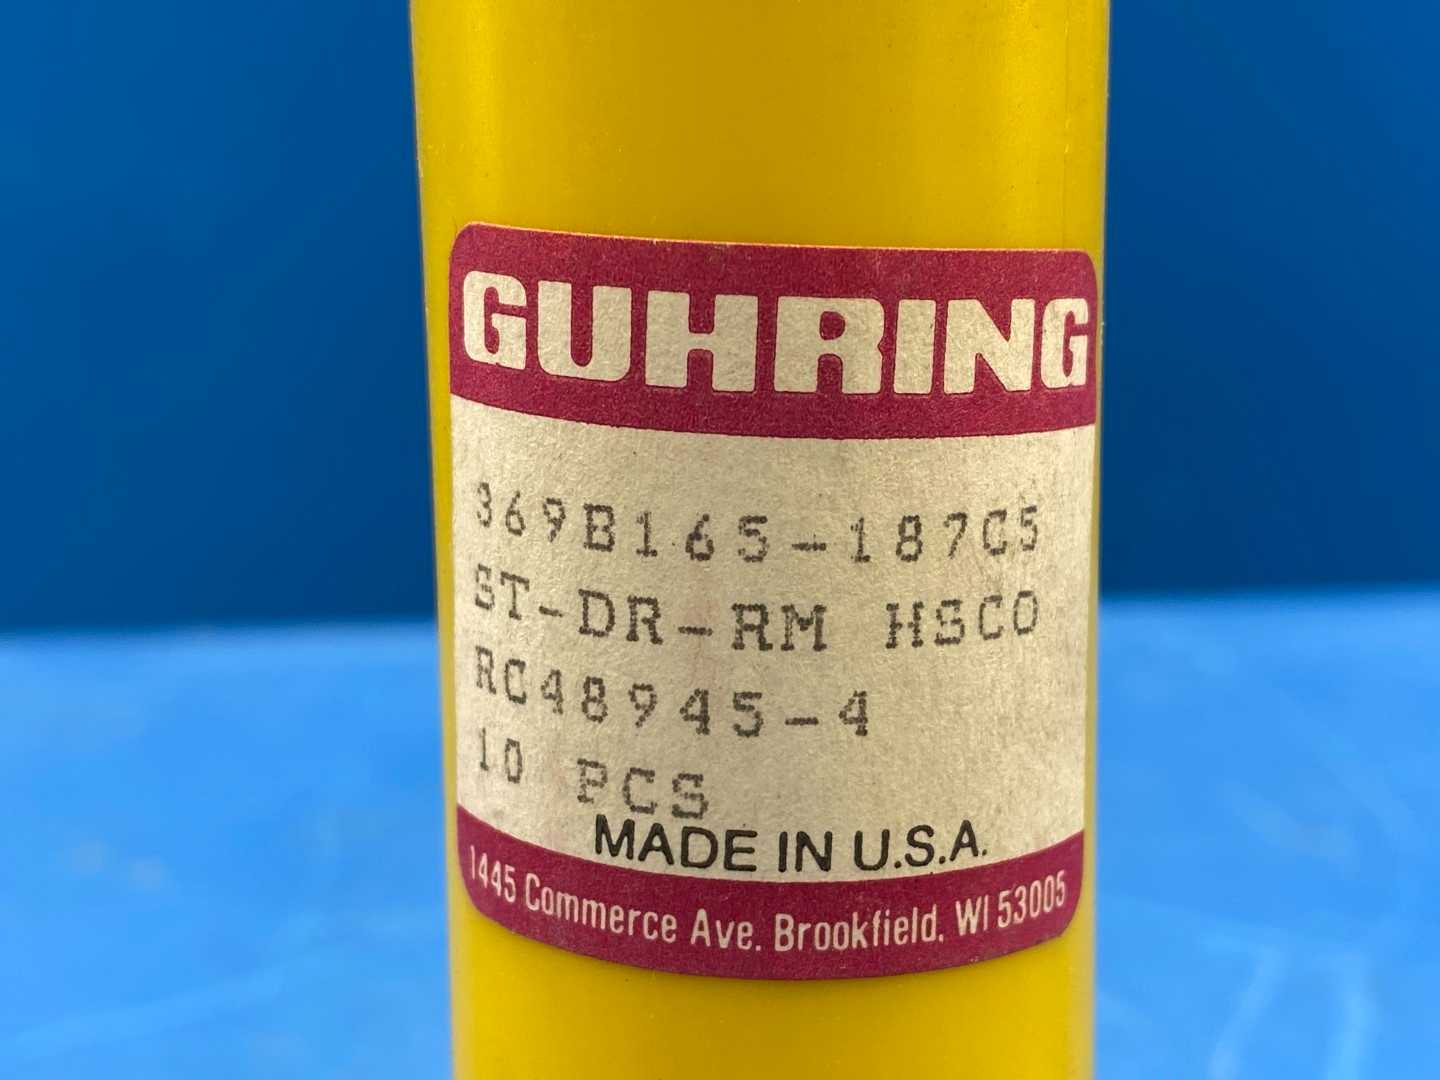 GUHRING
369B165-187C5
ST-DR-RM HSCO
RC48945-4
10 PCS
MADE IN U.S.A.
1445 Commerce Ave. Brookfield, WI 53005